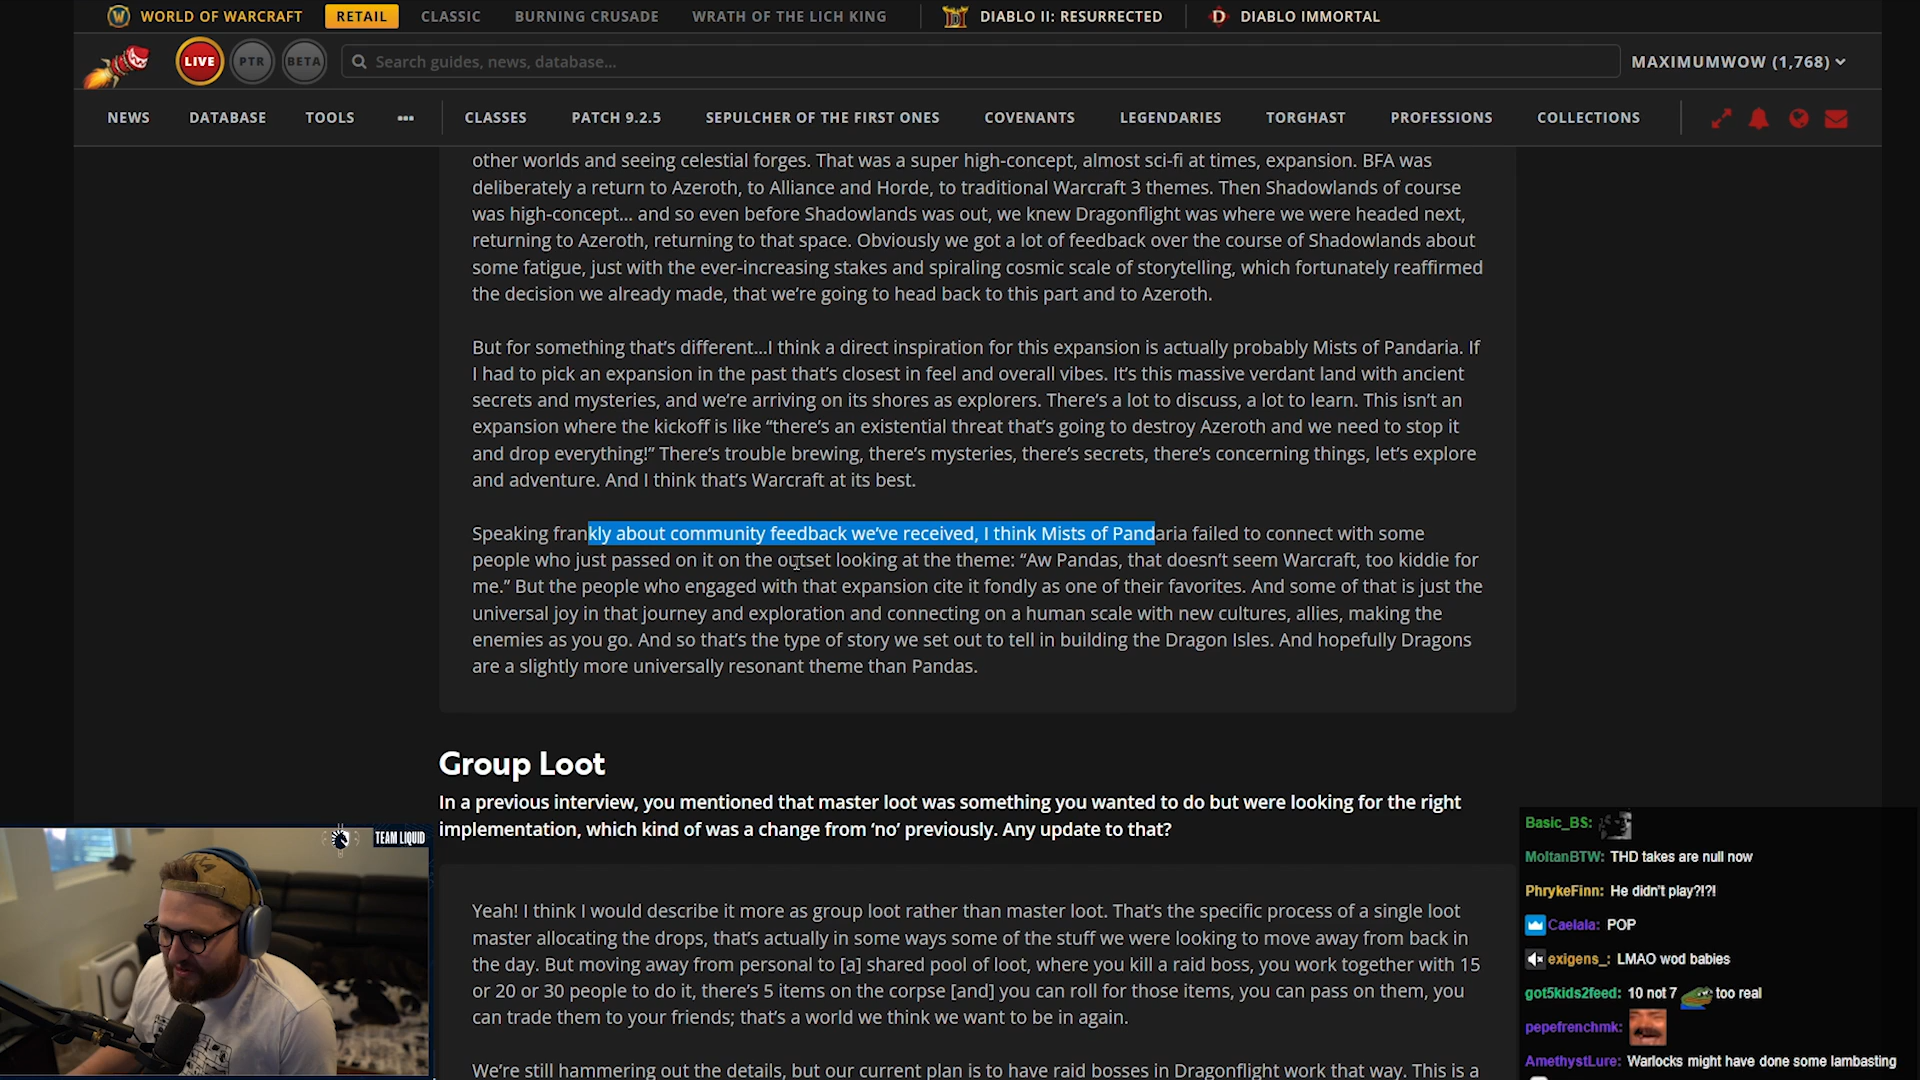 WORLD OF WARCRAFT RETAIL CLASSIC BURNING CRUSADE WRATH OF THE LICH KING DIABLO II: RESURRECTED DIABLO IMMORTAL
LIVE PTR BETA Search guides, news, database... MAXIMUMWOW (1,768)
NEWS DATABASE TOOLS ••• CLASSES PATCH 9.2.5 SEPULCHER OF THE FIRST ONES COVENANTS LEGENDARIES TORGHAST PROFESSIONS COLLECTIONS
other worlds and seeing celestial forges. That was a super high-concept, almost sci-fi at times, expansion. BFA was
deliberately a return to Azeroth, to Alliance and Horde, to traditional Warcraft 3 themes. Then Shadowlands of course
was high-concept… and so even before Shadowlands was out, we knew Dragonflight was where we were headed next,
returning to Azeroth, returning to that space. Obviously we got a lot of feedback over the course of Shadowlands about
some fatigue, just with the ever-increasing stakes and spiraling cosmic scale of storytelling, which fortunately reaffirmed
the decision we already made, that we're going to head back to this part and to Azeroth.
But for something that's different…I think a direct inspiration for this expansion is actually probably Mists of Pandaria. If
I had to pick an expansion in the past that's closest in feel and overall vibes. It's this massive verdant land with ancient
secrets and mysteries, and we're arriving on its shores as explorers. There's a lot to discuss, a lot to learn. This isn't an
expansion where the kickoff is like “there's an existential threat that's going to destroy Azeroth and we need to stop it
and drop everything!” There's trouble brewing, there's mysteries, there's secrets, there's concerning things, let's explore
and adventure. And I think that's Warcraft at its best.
Speaking frankly about community feedback we've received, I think Mists of Pandaria failed to connect with some
people who just passed on it on the outset looking at the theme: “Aw Pandas, that doesn't seem Warcraft, too kiddie for
me.” But the people who engaged with that expansion cite it fondly as one of their favorites. And some of that is just the
universal joy in that journey and exploration and connecting on a human scale with new cultures, allies, making the
enemies as you go. And so that's the type of story we set out to tell in building the Dragon Isles. And hopefully Dragons
are a slightly more universally resonant theme than Pandas.
Group Loot
In a previous interview, you mentioned that master loot was something you wanted to do but were looking for the right
implementation, which kind of was a change from ‘no’ previously. Any update to that?
Yeah! I think I would describe it more as group loot rather than master loot. That's the specific process of a single loot
master allocating the drops, that's actually in some ways some of the stuff we were looking to move away from back in
the day. But moving away from personal to [a] shared pool of loot, where you kill a raid boss, you work together with 15
or 20 or 30 people to do it, there's 5 items on the corpse [and] you can roll for those items, you can pass on them, you
can trade them to your friends; that's a world we think we want to be in again.
We're still hammering out the details, but our current plan is to have raid bosses in Dragonflight work that way. This is a
TEAM LIQUID
Basic_BS:
MoltanBTW: THD takes are null now
PhrykeFinn: He didn't play?!?!
Caelala: POP
exigens_: LMAO wod babies
got5kids2feed: 10 not 7 too real
pepefrenchmk:
AmethystLure: Warlocks might have done some lambasting